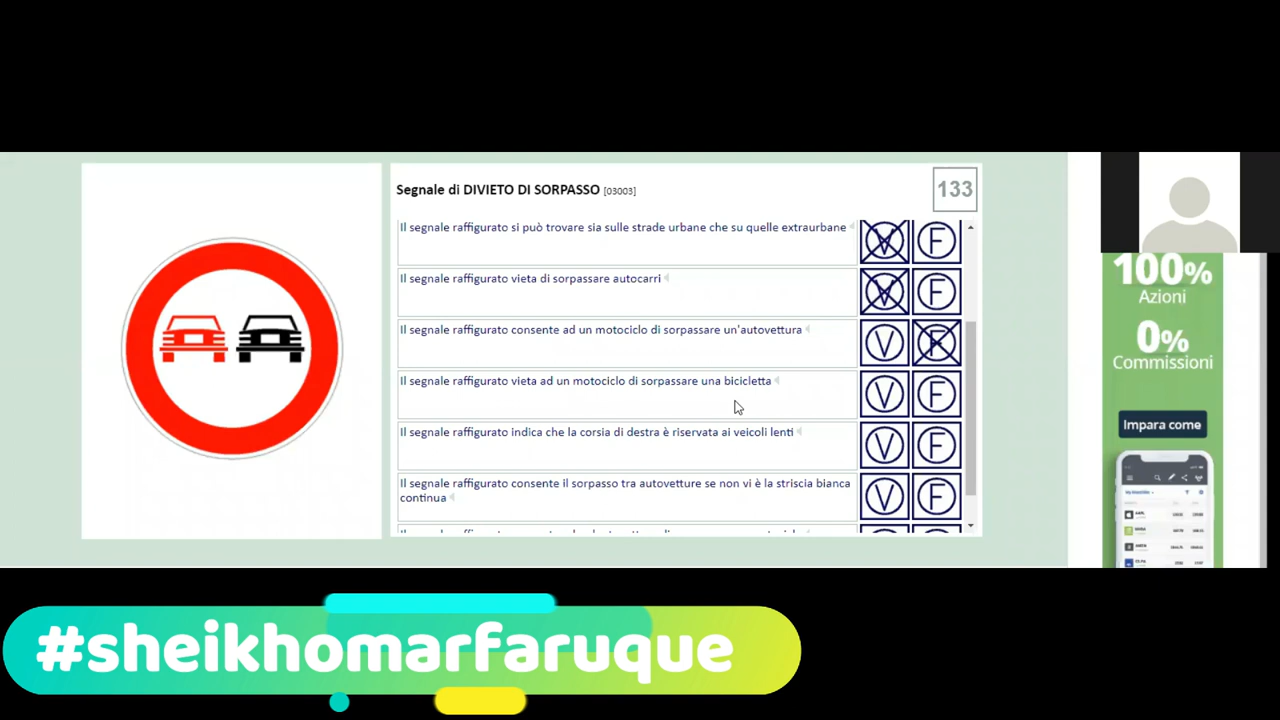 Segnale di DIVIETO DI SORPASSO [03003]
133
Il segnale raffigurato si può trovare sia sulle strade urbane che su quelle extraurbane
V F
Il segnale raffigurato vieta di sorpassare autocarri
V F
Il segnale raffigurato consente ad un motociclo di sorpassare un'autovettura
V F
Il segnale raffigurato vieta ad un motociclo di sorpassare una bicicletta
V F
Il segnale raffigurato indica che la corsia di destra è riservata ai veicoli lenti
V F
Il segnale raffigurato consente il sorpasso tra autovetture se non vi è la striscia bianca
continua
V F
100%
Azioni
0%
Commissioni
Impara come
#sheikhomarfaruque